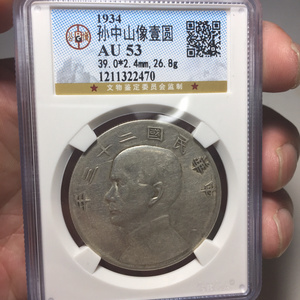 1934
孙中山像壹圆
AU 53
39.0*2.4mm, 26.8g
1211322470
★ 文物鉴定委员会监制 ★
年三十二國民華中